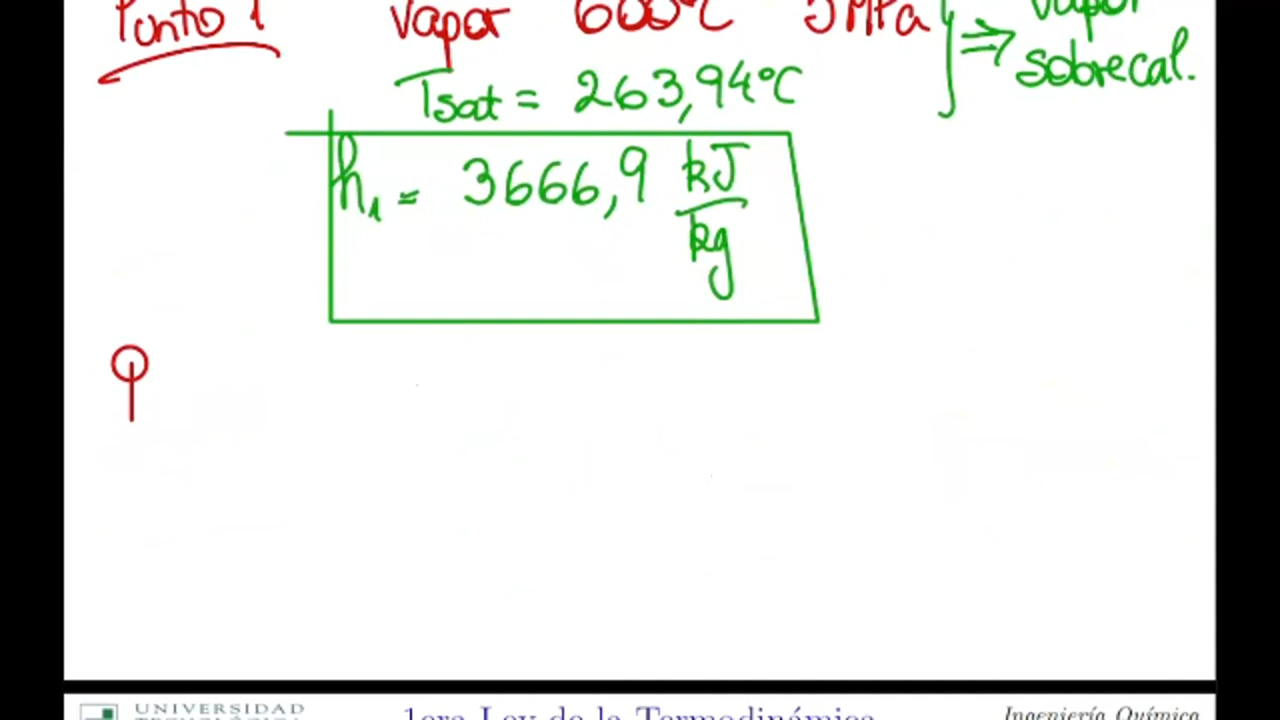 Punto 1 vapor 600°C 5 MPa
vapor
sobrecal.
Tsat = 263,94°C
h1 = 3666,9 kJ/kg
UNIVERSIDAD
TECNOLÓGICA
1era Ley de la Termodinámica
Ingeniería Química